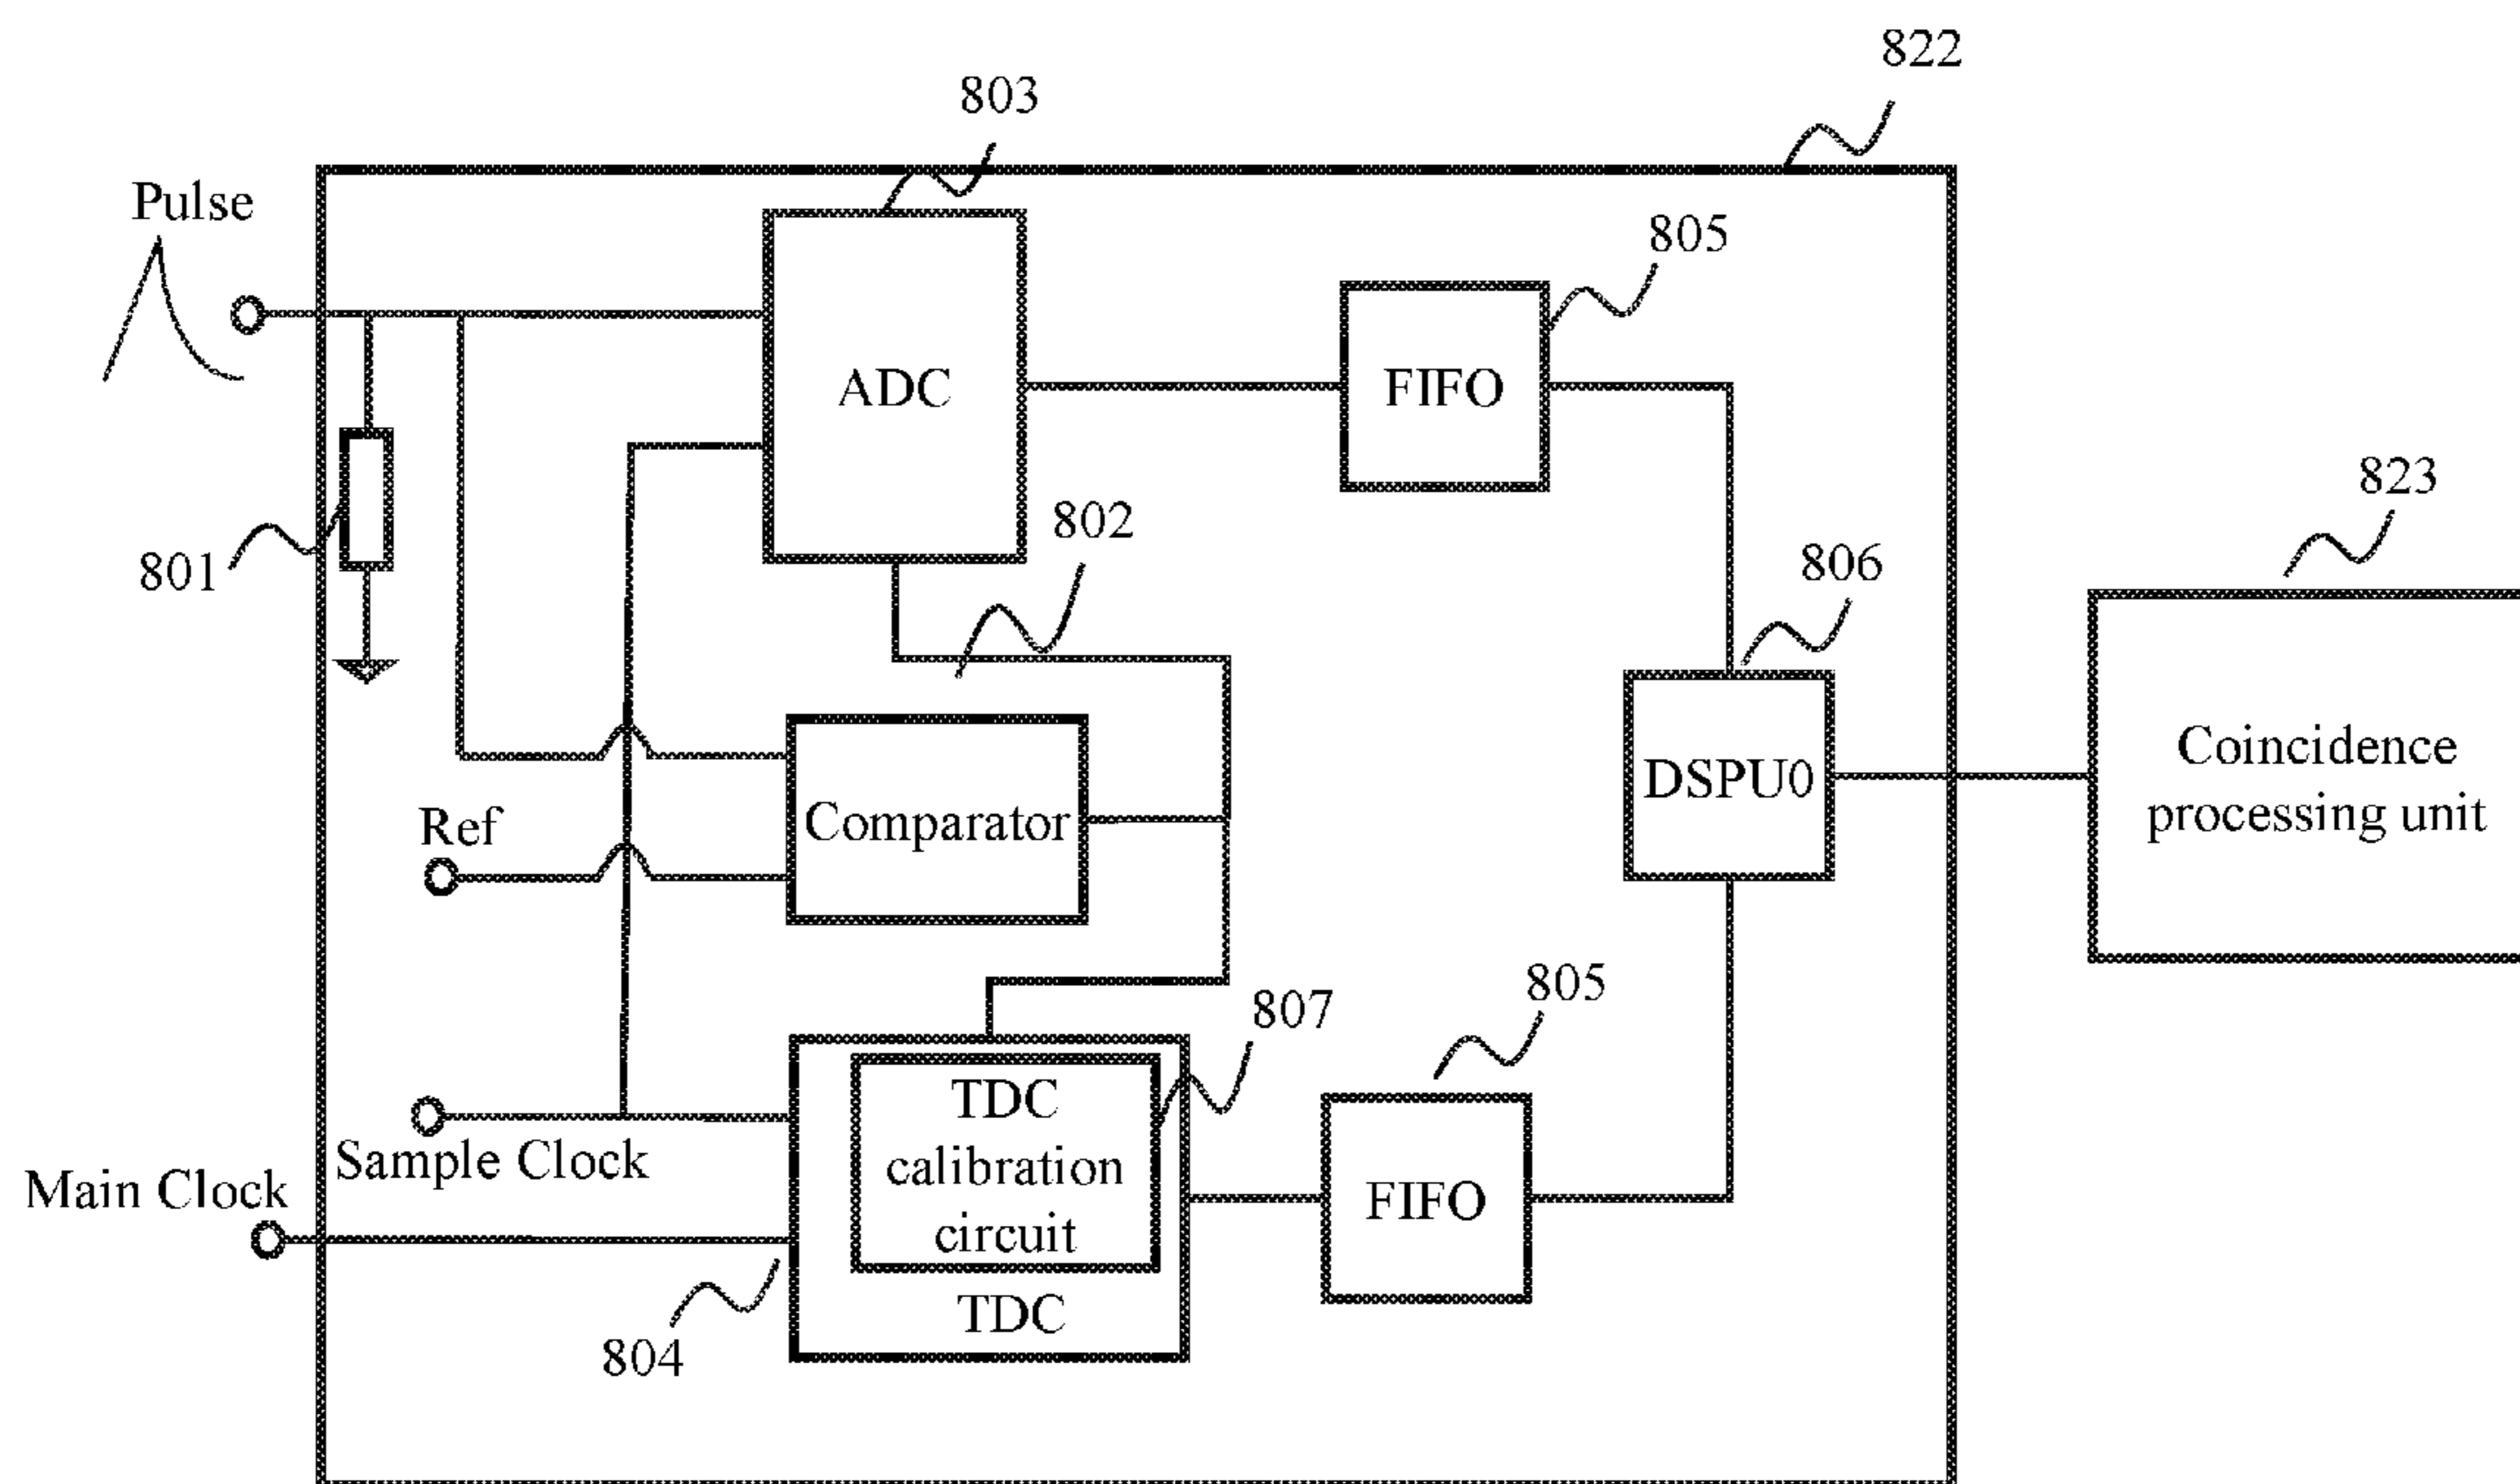 822
803
Pulse
805
ADC
FIFO
823
802
806
801
Coincidence
processing unit
DSPU0
Ref
Comparator
805
807
TDC
calibration
circuit
Sample Clock
Main Clock
FIFO
TDC
804